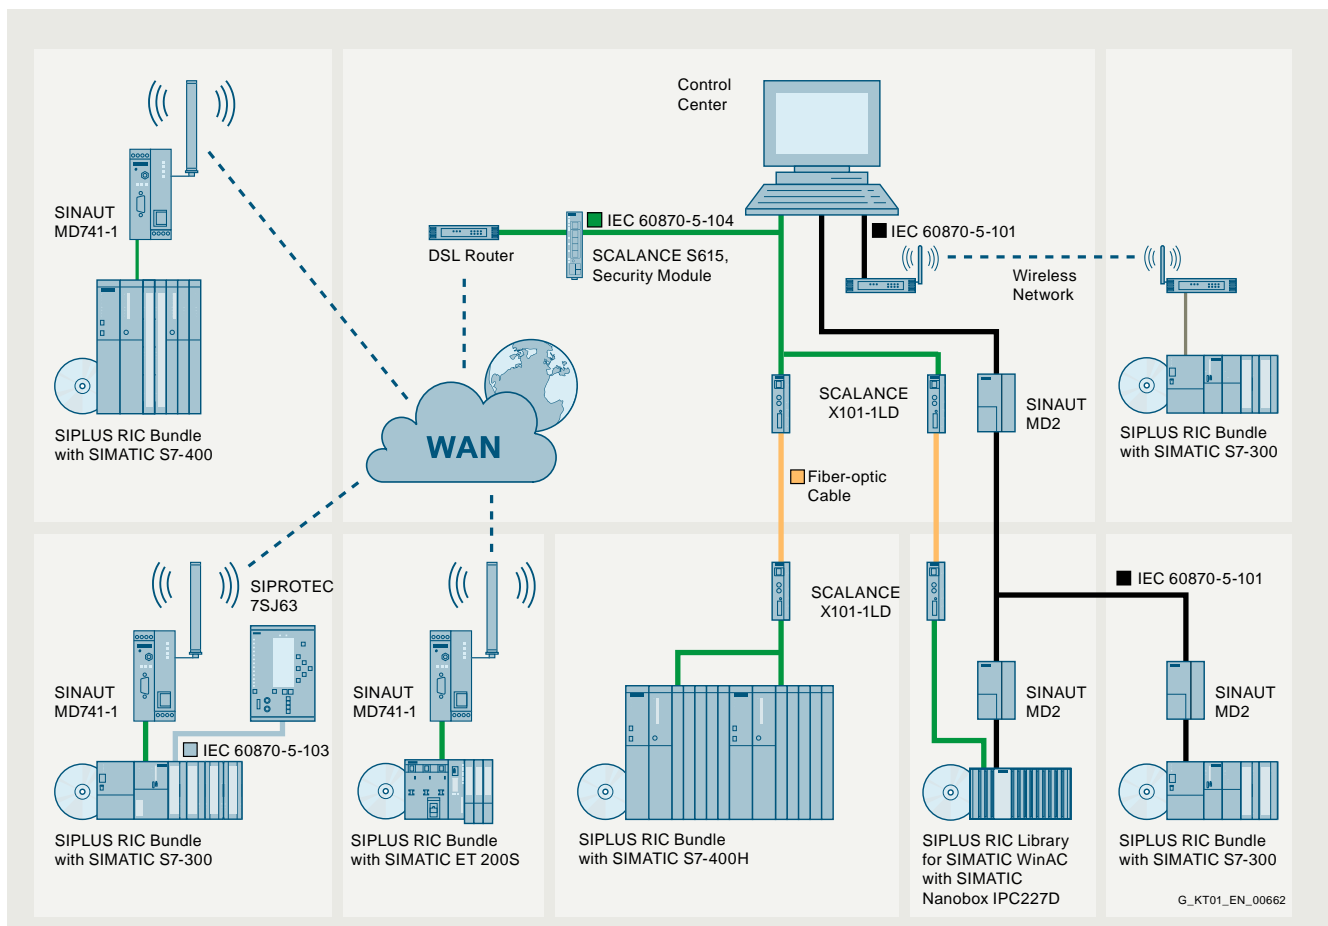 Control
Center
SINAUT
MD741-1
IEC 60870-5-104
IEC 60870-5-101
DSL Router
SCALANCE S615,
Security Module
Wireless
Network
SIPLUS RIC Bundle
with SIMATIC S7-400
WAN
SCALANCE
X101-1LD
SINAUT
MD2
SIPLUS RIC Bundle
with SIMATIC S7-300
Fiber-optic
Cable
SIPROTEC
7SJ63
SINAUT
MD741-1
IEC 60870-5-103
SIPLUS RIC Bundle
with SIMATIC S7-300
SINAUT
MD741-1
SIPLUS RIC Bundle
with SIMATIC ET 200S
SCALANCE
X101-1LD
SIPLUS RIC Bundle
with SIMATIC S7-400H
SINAUT
MD2
SIPLUS RIC Library
for SIMATIC WinAC
with SIMATIC
Nanobox IPC227D
IEC 60870-5-101
SINAUT
MD2
SIPLUS RIC Bundle
with SIMATIC S7-300
G_KT01_EN_00662